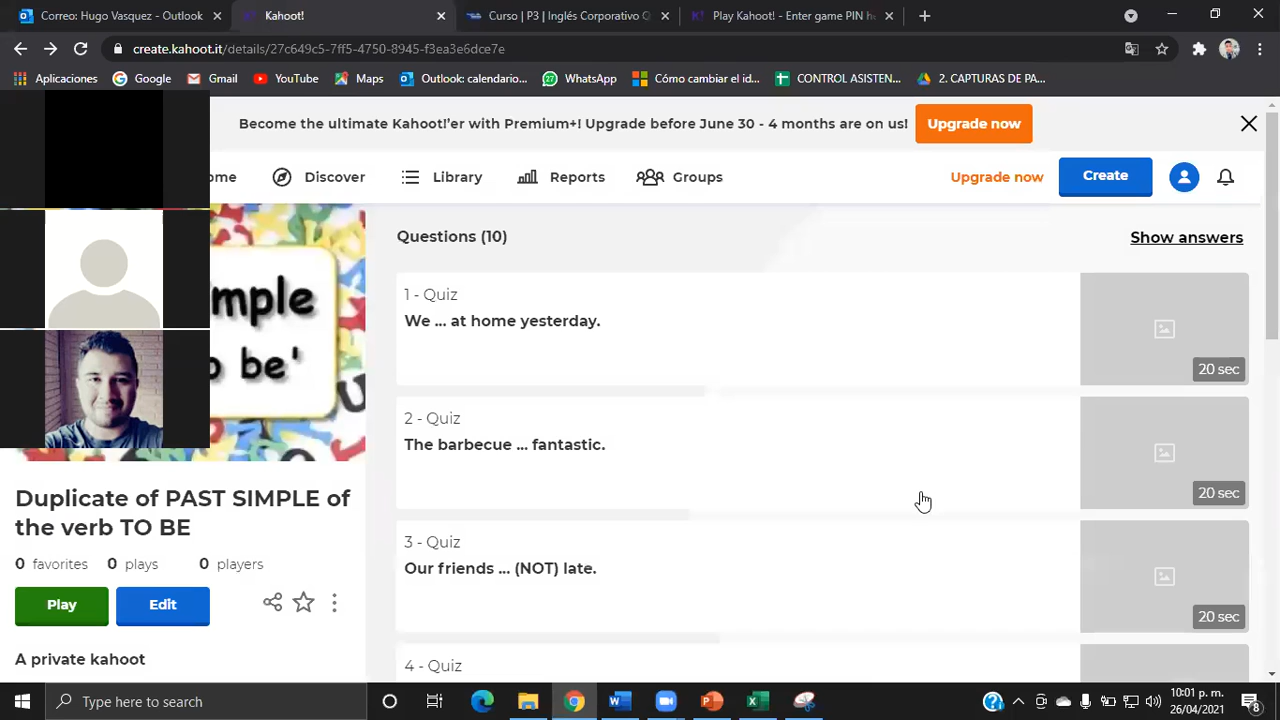 Correo: Hugo Vasquez - Outlook
Kahoot!
Curso | P3 | Inglés Corporativo Q
Play Kahoot! - Enter game PIN he
create.kahoot.it/details/27c649c5-7ff5-4750-8945-f3ea3e6dce7e
Aplicaciones
Google
Gmail
YouTube
Maps
Outlook: calendario...
27
WhatsApp
Cómo cambiar el id...
CONTROL ASISTEN...
2. CAPTURAS DE PA...
Become the ultimate Kahoot!'er with Premium+! Upgrade before June 30 - 4 months are on us!
Upgrade now
ome
Discover
Library
Reports
Groups
Upgrade now
Create
imple
o be'
Questions (10)
Show answers
1 - Quiz
We ... at home yesterday.
20 sec
2 - Quiz
The barbecue ... fantastic.
20 sec
3 - Quiz
Our friends ... (NOT) late.
20 sec
4 - Quiz
Duplicate of PAST SIMPLE of
the verb TO BE
0 favorites 0 plays 0 players
Play
Edit
A private kahoot
Type here to search
10:01 p. m.
26/04/2021
8